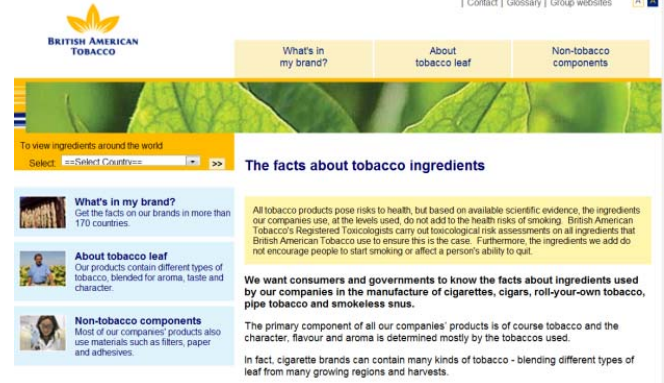 | Contact | Glossary | Group websites A A
BRITISH AMERICAN
TOBACCO
What's in
my brand?
About
tobacco leaf
Non-tobacco
components
To view ingredients around the world
Select: ==Select Country== >>
What's in my brand?
Get the facts on our brands in more than
170 countries.
About tobacco leaf
Our products contain different types of
tobacco, blended for aroma, taste and
character.
Non-tobacco components
Most of our companies' products also
use materials such as filters, paper
and adhesives.
The facts about tobacco ingredients
All tobacco products pose risks to health, but based on available scientific evidence, the ingredients
our companies use, at the levels used, do not add to the health risks of smoking. British American
Tobacco's Registered Toxicologists carry out toxicological risk assessments on all ingredients that
British American Tobacco use to ensure this is the case. Furthermore, the ingredients we add do
not encourage people to start smoking or affect a person's ability to quit.
We want consumers and governments to know the facts about ingredients used
by our companies in the manufacture of cigarettes, cigars, roll-your-own tobacco,
pipe tobacco and smokeless snus.
The primary component of all our companies' products is of course tobacco and the
character, flavour and aroma is determined mostly by the tobaccos used.
In fact, cigarette brands can contain many kinds of tobacco - blending different types of
leaf from many growing regions and harvests.